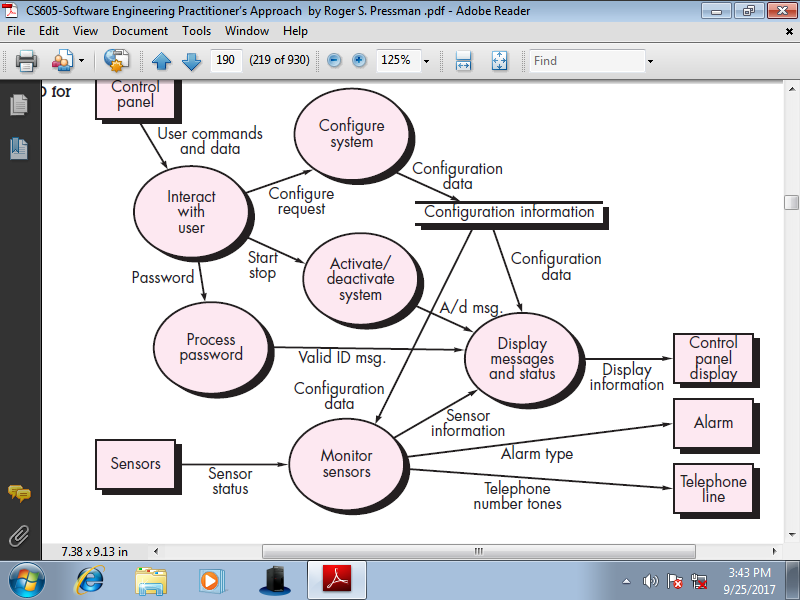 CS605-Software Engineering Practitioner's Approach by Roger S. Pressman .pdf - Adobe Reader
File Edit View Document Tools Window Help
190 (219 of 930) 125% Find
D for
Control
panel
User commands
and data
Configure
system
Configuration
data
Interact
with
user
Configure
request
Configuration information
Start
stop
Activate/
deactivate
system
Configuration
data
Password
A/d msg.
Process
password
Valid ID msg.
Display
messages
and status
Control
panel
display
Display
information
Configuration
data
Sensor
information
Alarm
Sensors
Sensor
status
Monitor
sensors
Alarm type
Telephone
number tones
Telephone
line
7.38 x 9.13 in
3:43 PM
9/25/2017